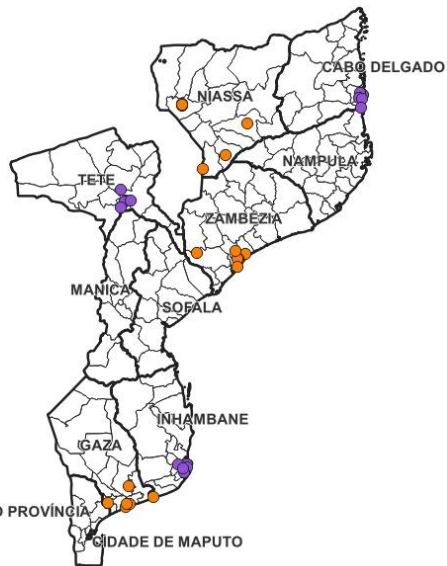 CABO DELGADO
NIASSA
NAMPULA
TETE
ZAMBEZIA
MANICA
SOFALA
INHAMBANE
GAZA
O PROVÍNCIA
CIDADE DE MAPUTO